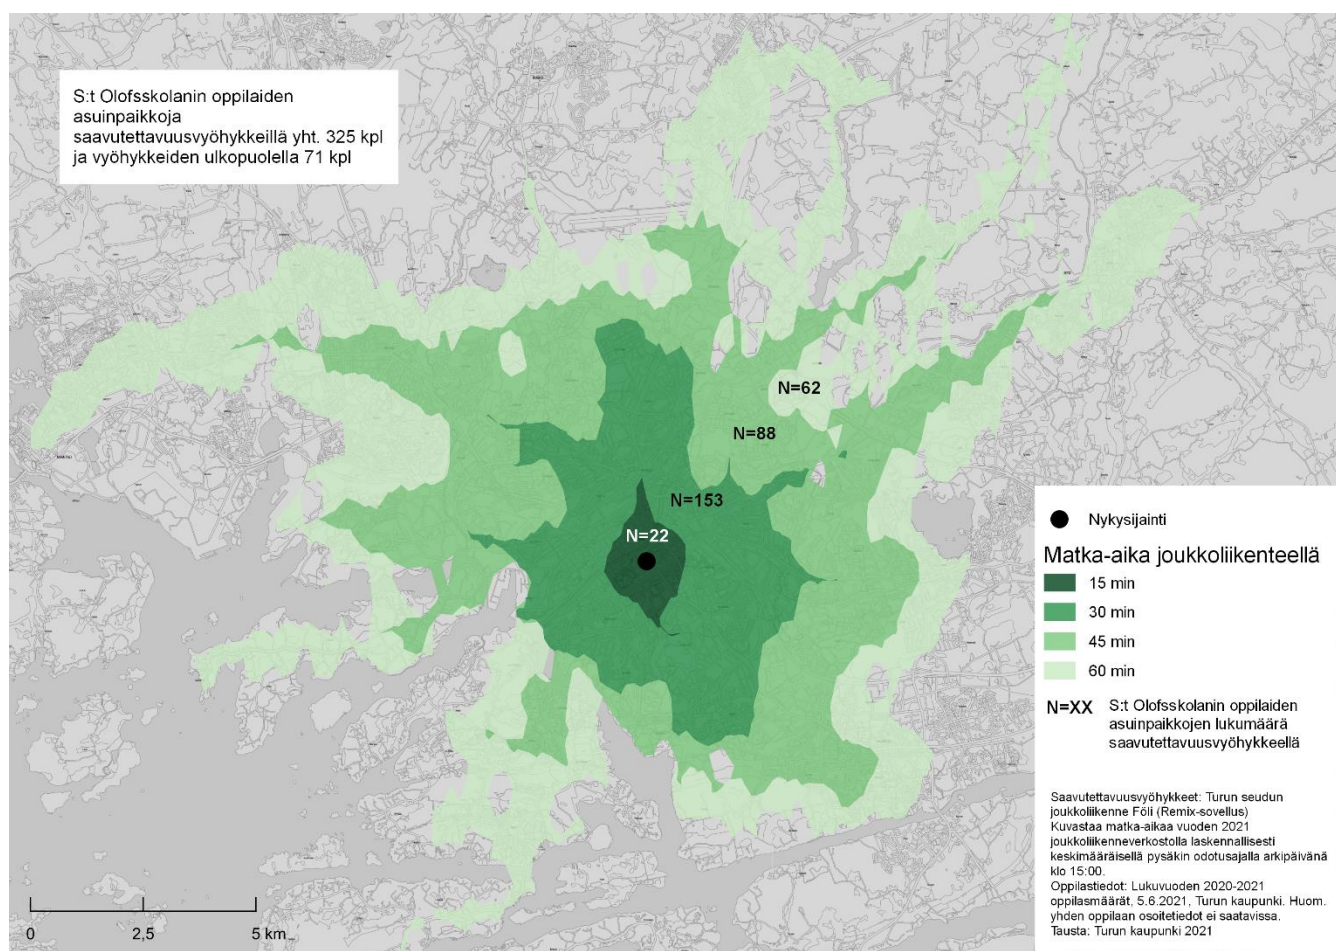 S:t Olofsskolanin oppilaiden
asuinpaikkoja
saavutettavuusvyöhykkeillä yht. 325 kpl
ja vyöhykkeiden ulkopuolella 71 kpl
N=62
N=88
N=153
N=22
0 2,5 5 km
Nykysijainti
Matka-aika joukkoliikenteellä
15 min
30 min
45 min
60 min
N=XX S:t Olofsskolanin oppilaiden
asuinpaikkojen lukumäärä
saavutettavuusvyöhykkeellä
Saavutettavuusvyöhykkeet: Turun seudun
joukkoliikenne Föli (Remix-sovellus)
Kuvastaa matka-aikaa vuoden 2021
joukkoliikenneverkostolla laskennallisesti
keskimääräisellä pysäkin odotusajalla arkipäivänä
klo 15:00.
Oppilastiedot: Lukuvuoden 2020-2021
oppilasmäärät, 5.6.2021, Turun kaupunki. Huom.
yhden oppilaan osoitetiedot ei saatavissa.
Tausta: Turun kaupunki 2021